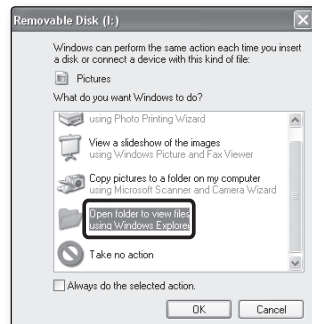 Removable Disk (I:)
Windows can perform the same action each time you insert
a disk or connect a device with this kind of file:
Pictures
What do you want Windows to do?
using Photo Printing Wizard
View a slideshow of the images
using Windows Picture and Fax Viewer
Copy pictures to a folder on my computer
using Microsoft Scanner and Camera Wizard
Open folder to view files
using Windows Explorer
Take no action
Always do the selected action.
OK
Cancel